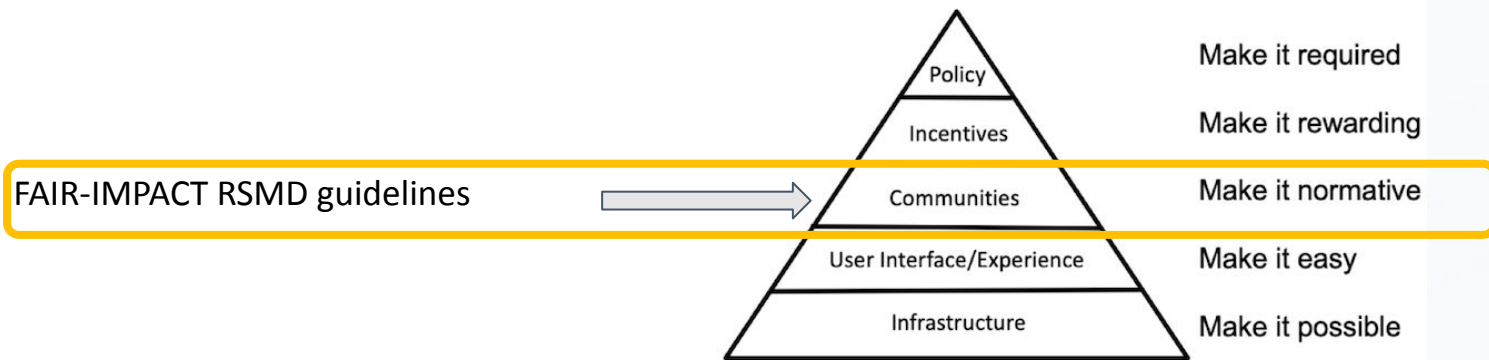 Policy
Make it required
Incentives
Make it rewarding
FAIR-IMPACT RSMD guidelines
Communities
Make it normative
User Interface/Experience
Make it easy
Infrastructure
Make it possible